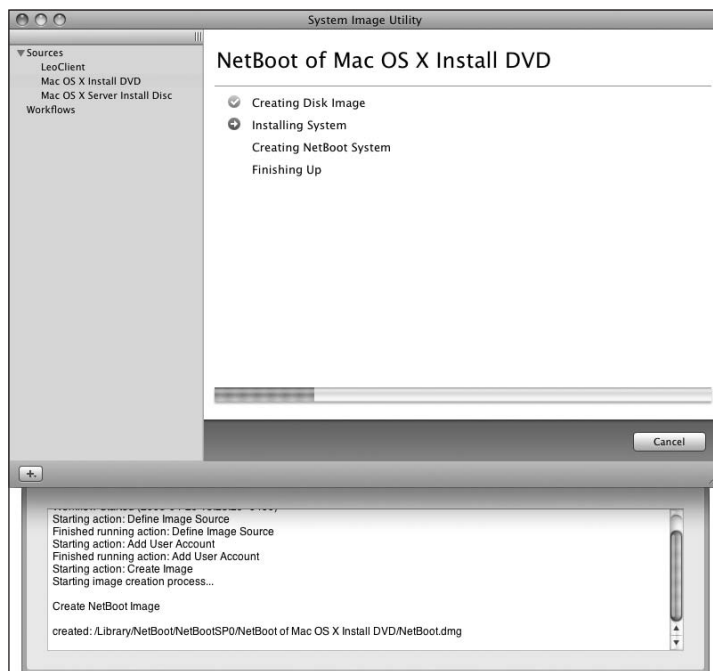 System Image Utility
Sources
LeoClient
Mac OS X Install DVD
Mac OS X Server Install Disc
Workflows
NetBoot of Mac OS X Install DVD
Creating Disk Image
Installing System
Creating NetBoot System
Finishing Up
Cancel
Starting action: Define Image Source
Finished running action: Define Image Source
Starting action: Add User Account
Finished running action: Add User Account
Starting action: Create Image
Starting image creation process...
Create NetBoot Image
created: /Library/NetBoot/NetBootSP0/NetBoot of Mac OS X Install DVD/NetBoot.dmg